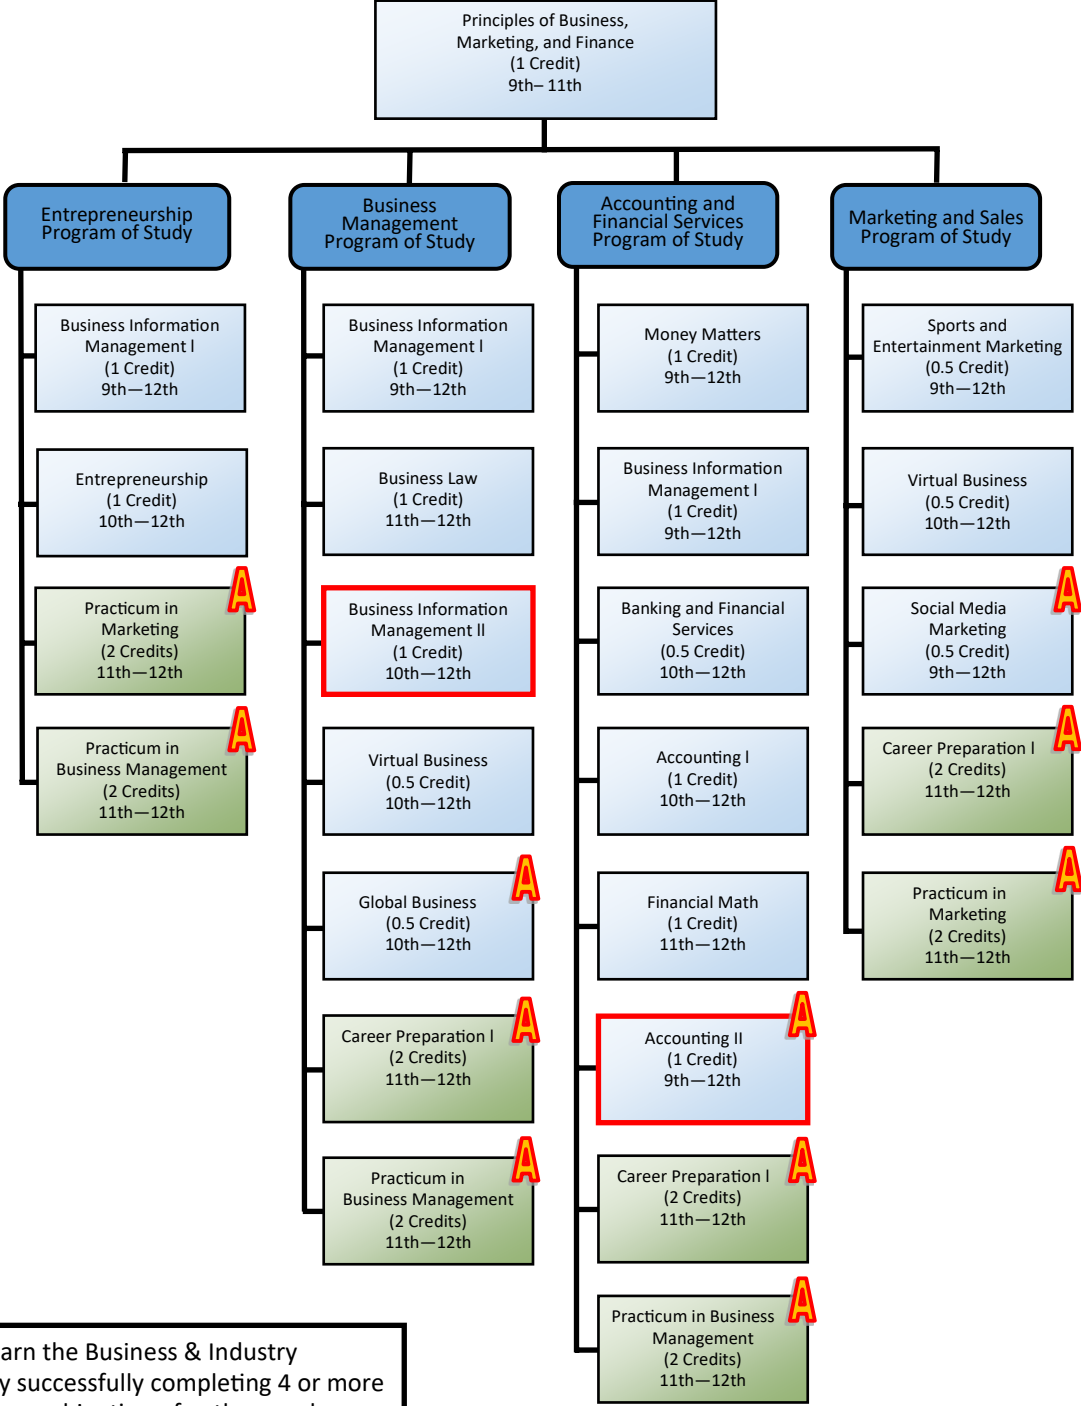 Principles of Business,
Marketing, and Finance
(1 Credit)
9th– 11th
Entrepreneurship
Program of Study
Business
Management
Program of Study
Accounting and
Financial Services
Program of Study
Marketing and Sales
Program of Study
Business Information
Management l
(1 Credit)
9th—12th
Entrepreneurship
(1 Credit)
10th—12th
A
Practicum in
Marketing
(2 Credits)
11th—12th
A
Practicum in
Business Management
(2 Credits)
11th—12th
Business Information
Management l
(1 Credit)
9th—12th
Business Law
(1 Credit)
11th—12th
Business Information
Management ll
(1 Credit)
10th—12th
Virtual Business
(0.5 Credit)
10th—12th
A
Global Business
(0.5 Credit)
10th—12th
A
Career Preparation l
(2 Credits)
11th—12th
A
Practicum in
Business Management
(2 Credits)
11th—12th
Money Matters
(1 Credit)
9th—12th
Business Information
Management l
(1 Credit)
9th—12th
Banking and Financial
Services
(0.5 Credit)
10th—12th
Accounting l
(1 Credit)
10th—12th
Financial Math
(1 Credit)
11th—12th
A
Accounting II
(1 Credit)
9th—12th
A
Career Preparation l
(2 Credits)
11th—12th
A
Practicum in Business
Management
(2 Credits)
11th—12th
Sports and
Entertainment Marketing
(0.5 Credit)
9th—12th
Virtual Business
(0.5 Credit)
10th—12th
A
Social Media
Marketing
(0.5 Credit)
9th—12th
A
Career Preparation l
(2 Credits)
11th—12th
A
Practicum in
Marketing
(2 Credits)
11th—12th
arn the Business & Industry
y successfully completing 4 or more